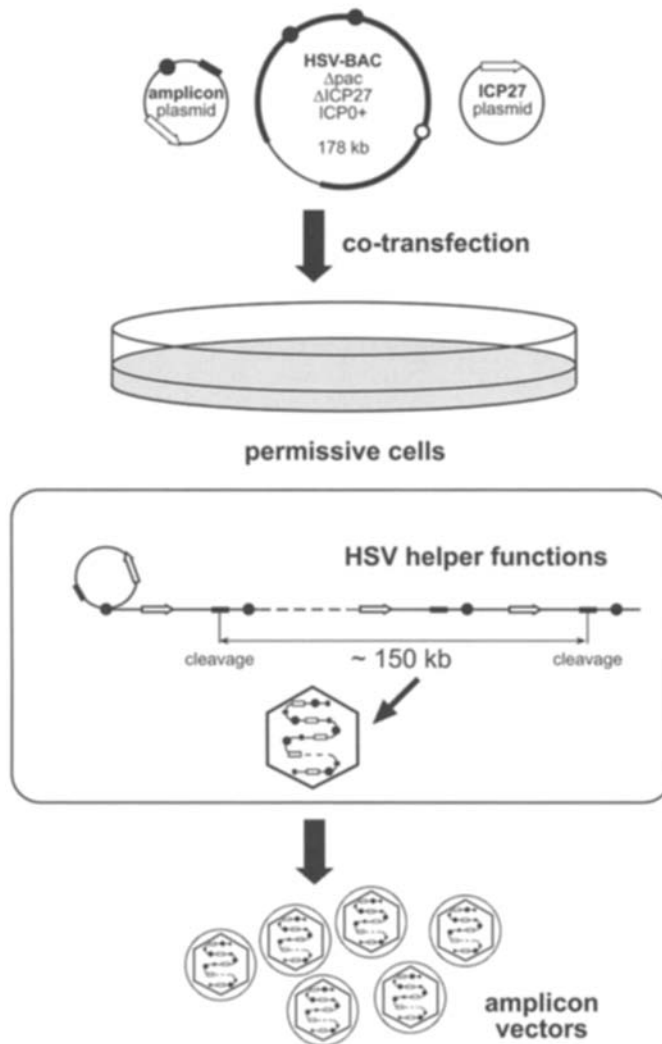 amplicon
plasmid
HSV-BAC
Δpac
ΔICP27
ICP0+
178 kb
ICP27
plasmid
co-transfection
permissive cells
HSV helper functions
cleavage
~ 150 kb
cleavage
amplicon
vectors